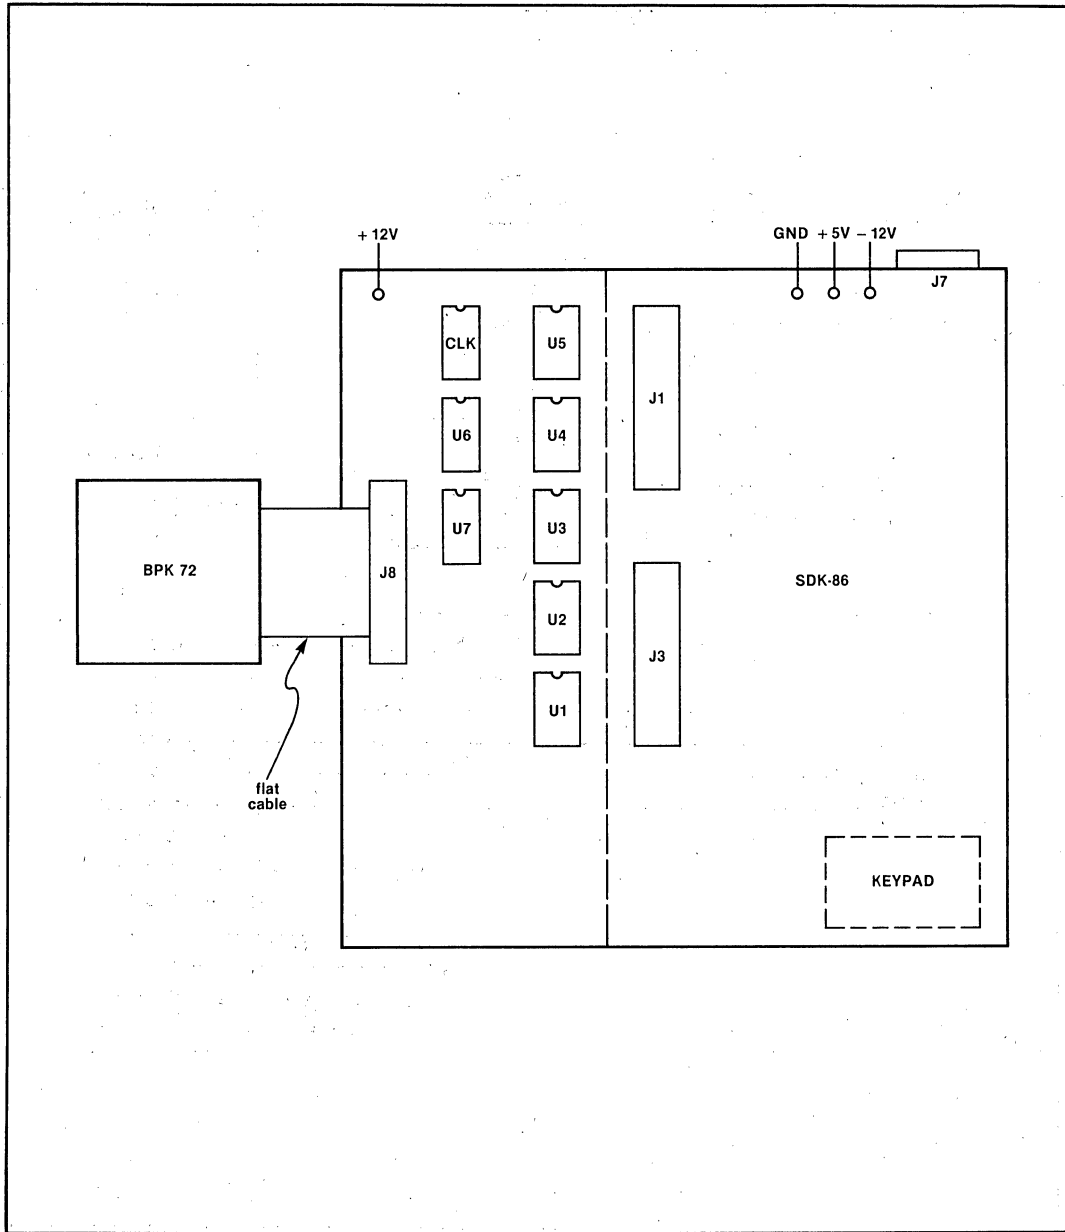 + 12V
GND + 5V – 12V
J7
CLK
U5
J1
U6
U4
U7
U3
BPK 72
J8
SDK-86
U2
J3
U1
flat
cable
KEYPAD